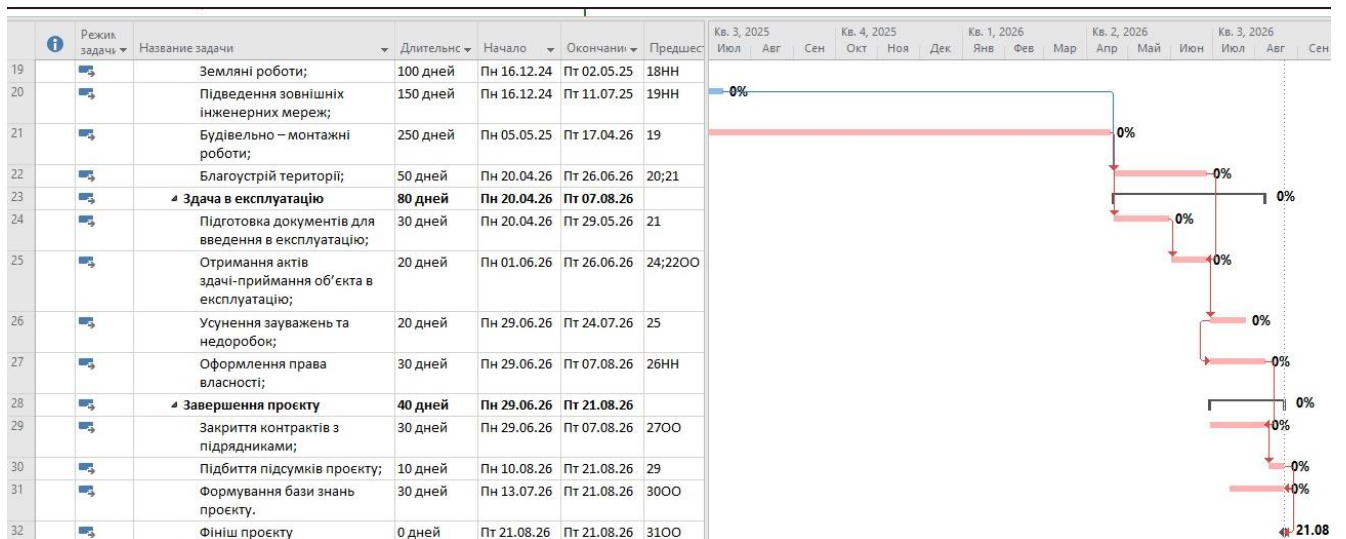 Режим задачи Название задачи Длительнс Начало Окончани Предшес
Кв. 3, 2025 Кв. 4, 2025 Кв. 1, 2026 Кв. 2, 2026 Кв. 3, 2026
Июл Авг Сен Окт Ноя Дек Янв Фев Мар Апр Май Июн Июл Авг Сен
19 Земляні роботи; 100 дней Пн 16.12.24 Пт 02.05.25 18НН
20 Підведення зовнішніх 150 дней Пн 16.12.24 Пт 11.07.25 19НН 0%
інженерних мереж;
21 Будівельно – монтажні 250 дней Пн 05.05.25 Пт 17.04.26 19 0%
роботи;
22 Благоустрій території; 50 дней Пн 20.04.26 Пт 26.06.26 20;21 0%
23 Здача в експлуатацію 80 дней Пн 20.04.26 Пт 07.08.26 0%
24 Підготовка документів для 30 дней Пн 20.04.26 Пт 29.05.26 21 0%
введення в експлуатацію;
25 Отримання актів 20 дней Пн 01.06.26 Пт 26.06.26 24;22ОО 0%
здачі-приймання об’єкта в
експлуатацію;
26 Усунення зауважень та 20 дней Пн 29.06.26 Пт 24.07.26 25 0%
недоробок;
27 Оформлення права 30 дней Пн 29.06.26 Пт 07.08.26 26НН 0%
власності;
28 Завершення проєкту 40 дней Пн 29.06.26 Пт 21.08.26 0%
29 Закриття контрактів з 30 дней Пн 29.06.26 Пт 07.08.26 27ОО 0%
підрядниками;
30 Підбиття підсумків проєкту; 10 дней Пн 10.08.26 Пт 21.08.26 29 0%
31 Формування бази знань 30 дней Пн 13.07.26 Пт 21.08.26 30ОО 0%
проєкту.
32 Фініш проєкту 0 дней Пт 21.08.26 Пт 21.08.26 31ОО 21.08